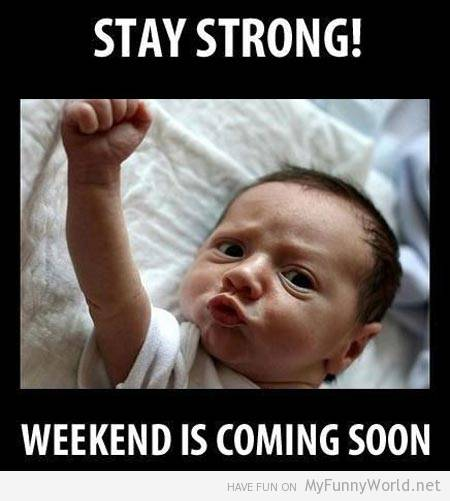 STAY STRONG!
WEEKEND IS COMING SOON
HAVE FUN ON MyFunnyWorld.net